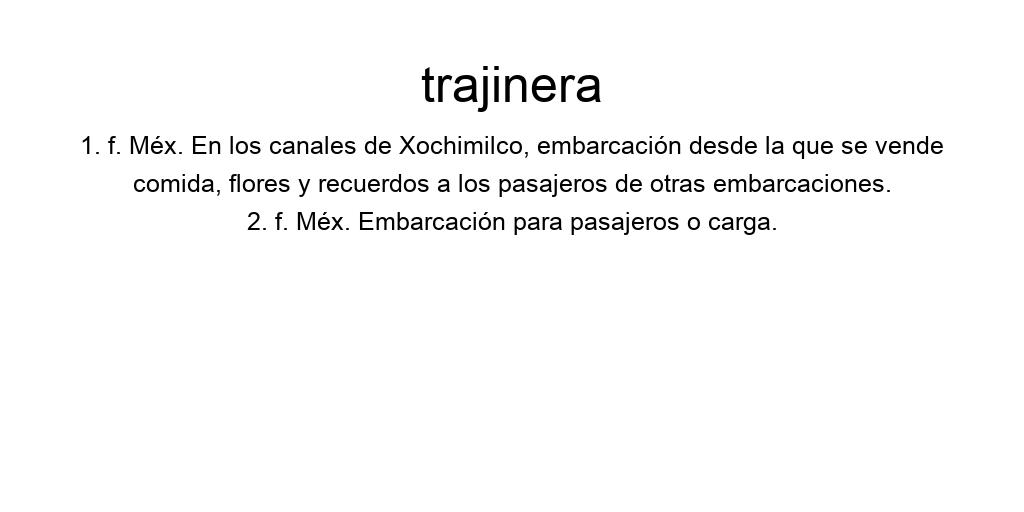 trajinera
1. f. Méx. En los canales de Xochimilco, embarcación desde la que se vende
comida, flores y recuerdos a los pasajeros de otras embarcaciones.
2. f. Méx. Embarcación para pasajeros o carga.